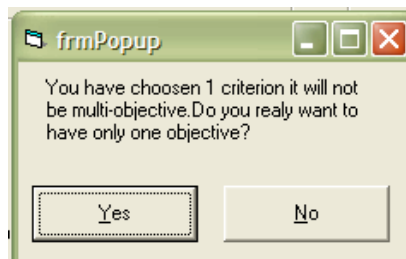 frmPopup
You have choosen 1 criterion it will not
be multi-objective.Do you realy want to
have only one objective?
Yes No